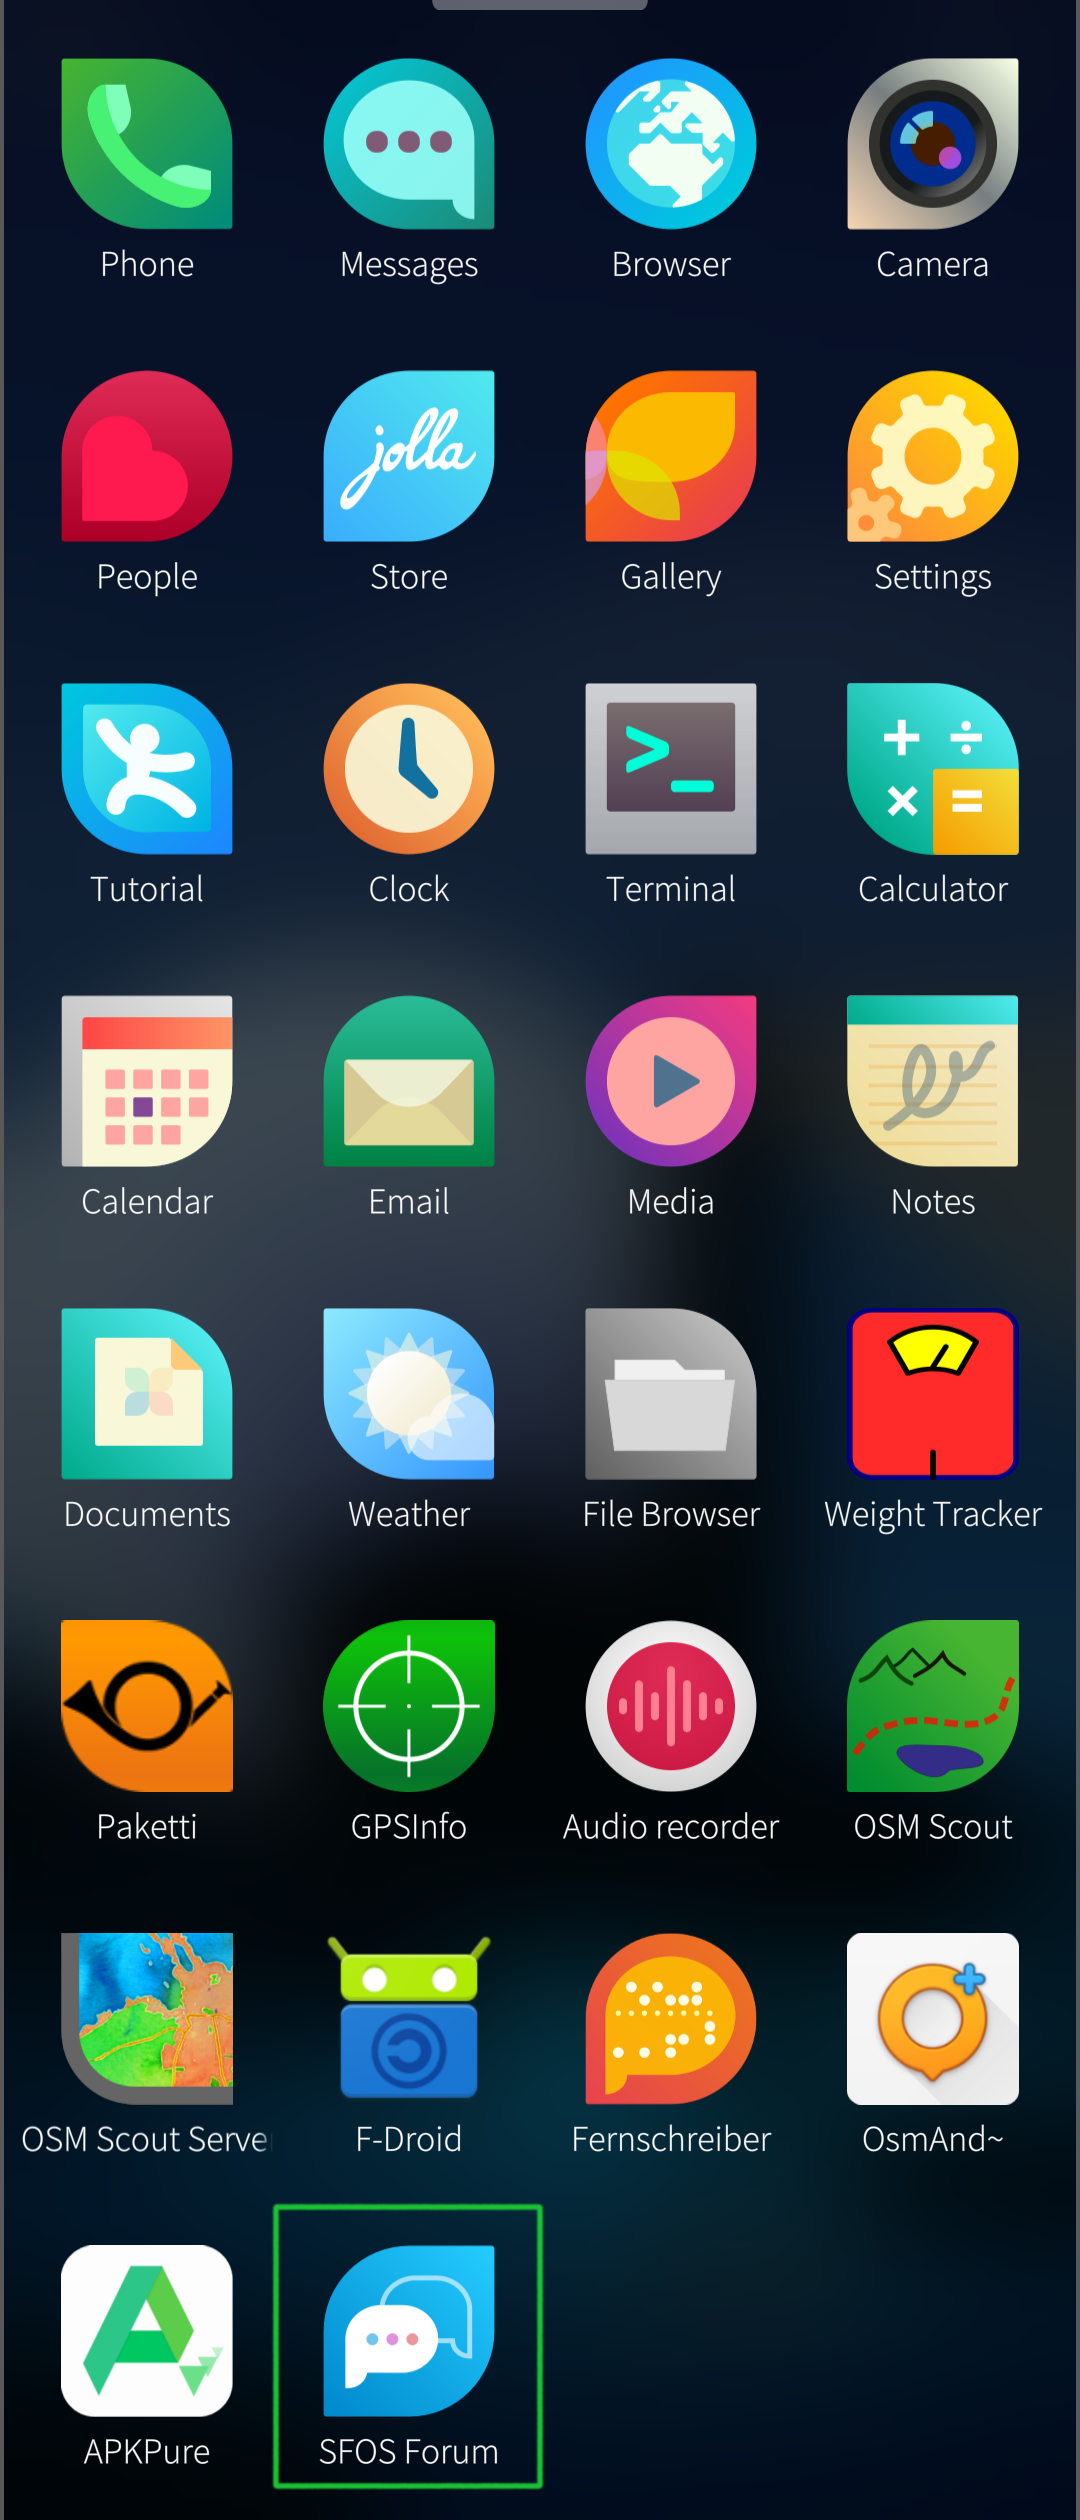 Phone Messages Browser Camera
jolla
People Store Gallery Settings
Tutorial Clock Terminal Calculator
Calendar Email Media Notes
Documents Weather File Browser Weight Tracker
Paketti GPSInfo Audio recorder OSM Scout
OSM Scout Serve F-Droid Fernschreiber OsmAnd~
APKPure SFOS Forum